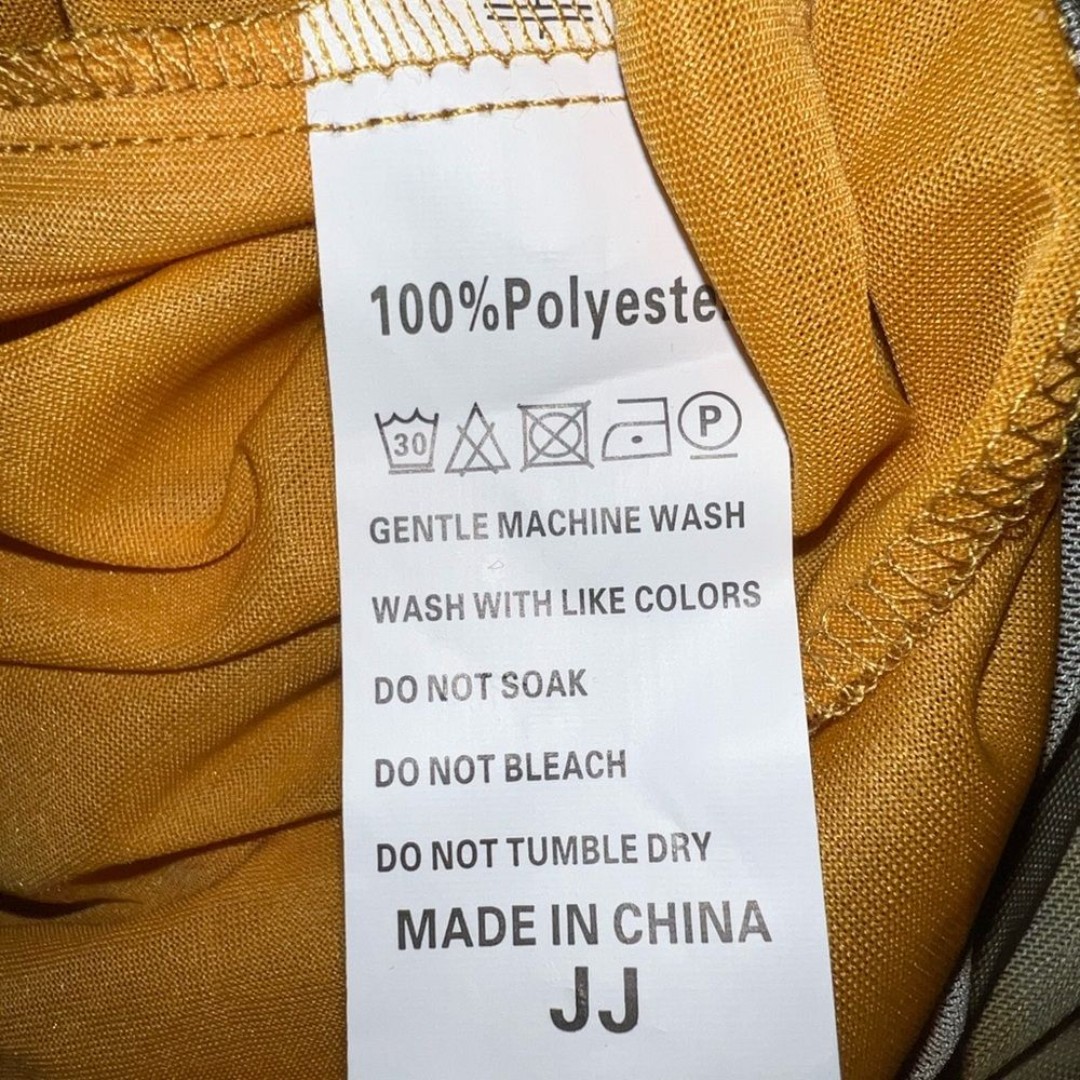 100%Polyeste
30
P
GENTLE MACHINE WASH
WASH WITH LIKE COLORS
DO NOT SOAK
DO NOT BLEACH
DO NOT TUMBLE DRY
MADE IN CHINA
JJ